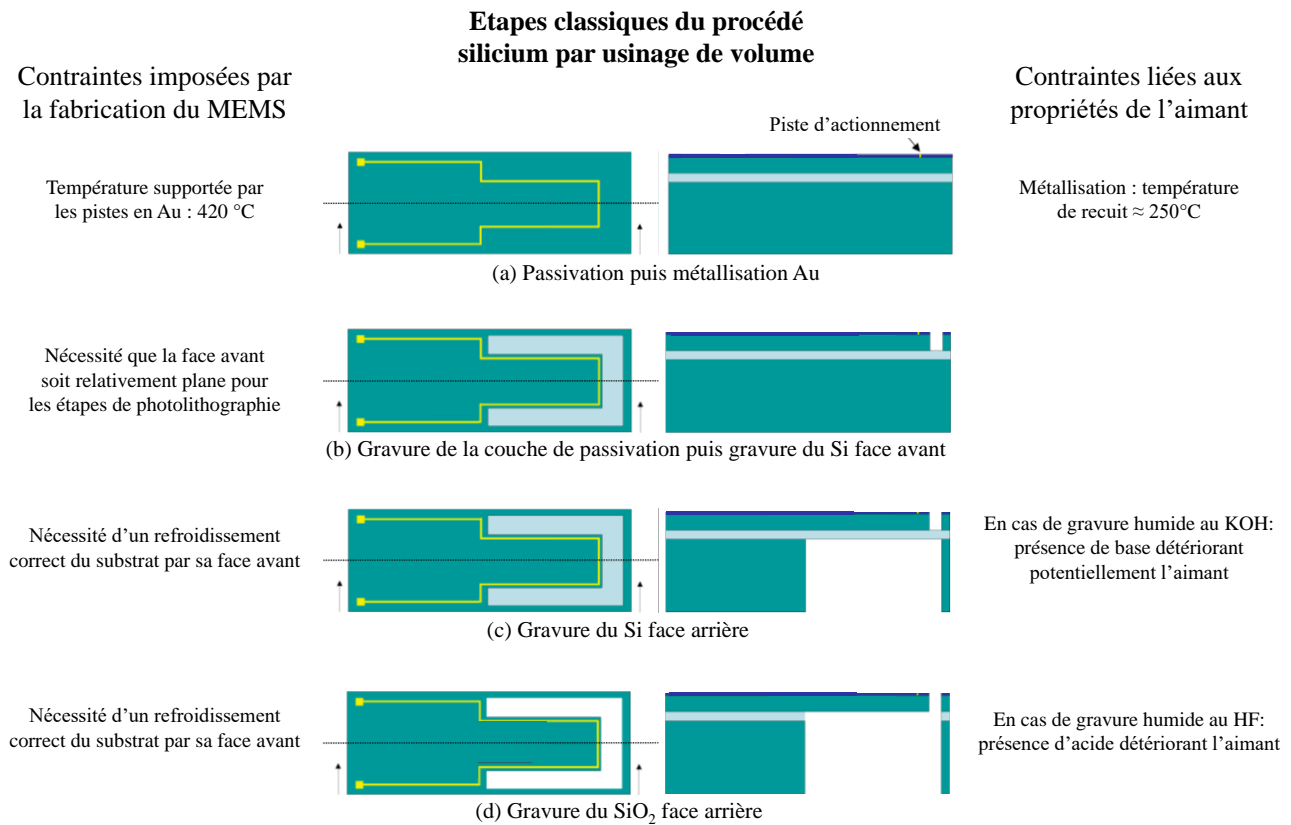 Etapes classiques du procédé
silicium par usinage de volume
Contraintes imposées par
la fabrication du MEMS
Contraintes liées aux
propriétés de l’aimant
Piste d’actionnement
Température supportée par
les pistes en Au : 420 °C
Métallisation : température
de recuit ≈ 250°C
(a) Passivation puis métallisation Au
Nécessité que la face avant
soit relativement plane pour
les étapes de photolithographie
(b) Gravure de la couche de passivation puis gravure du Si face avant
Nécessité d’un refroidissement
correct du substrat par sa face avant
En cas de gravure humide au KOH:
présence de base détériorant
potentiellement l’aimant
(c) Gravure du Si face arrière
Nécessité d’un refroidissement
correct du substrat par sa face avant
En cas de gravure humide au HF:
présence d’acide détériorant l’aimant
(d) Gravure du SiO₂ face arrière